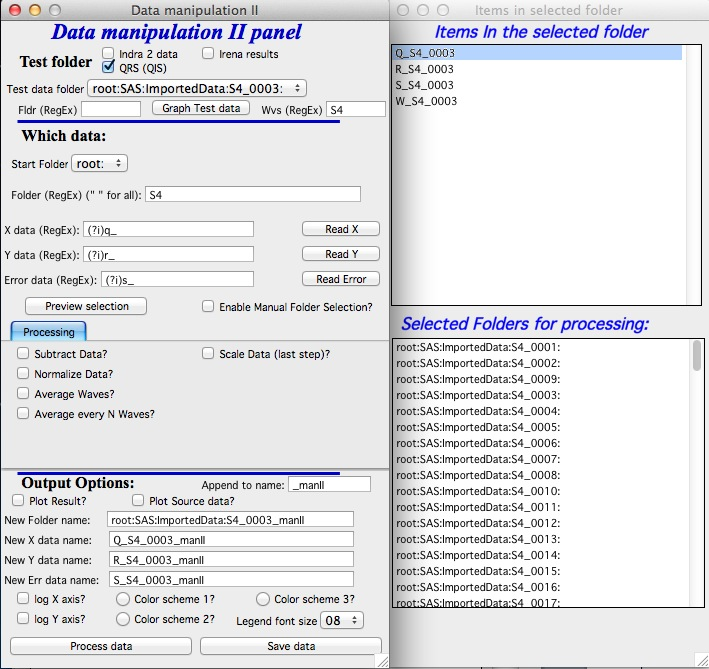 Data manipulation II
Data manipulation II panel
Test folder
Indra 2 data
Irena results
QRS (QIS)
Test data folder root:SAS:ImportedData:S4_0003:
Fldr (RegEx)
Graph Test data
Wvs (RegEx) S4
Which data:
Start Folder root:
Folder (RegEx) (" " for all): S4
X data (RegEx): (?i)q_
Read X
Y data (RegEx): (?i)r_
Read Y
Error data (RegEx): (?i)s_
Read Error
Preview selection
Enable Manual Folder Selection?
Processing
Subtract Data?
Scale Data (last step)?
Normalize Data?
Average Waves?
Average every N Waves?
Output Options:
Append to name: _manII
Plot Result?
Plot Source data?
New Folder name: root:SAS:ImportedData:S4_0003_manII
New X data name: Q_S4_0003_manII
New Y data name: R_S4_0003_manII
New Err data name: S_S4_0003_manII
log X axis?
Color scheme 1?
Color scheme 3?
log Y axis?
Color scheme 2?
Legend font size 08
Process data
Save data
Items in selected folder
Items In the selected folder
Q_S4_0003
R_S4_0003
S_S4_0003
W_S4_0003
Selected Folders for processing:
root:SAS:ImportedData:S4_0001:
root:SAS:ImportedData:S4_0002:
root:SAS:ImportedData:S4_0009:
root:SAS:ImportedData:S4_0003:
root:SAS:ImportedData:S4_0004:
root:SAS:ImportedData:S4_0005:
root:SAS:ImportedData:S4_0006:
root:SAS:ImportedData:S4_0007:
root:SAS:ImportedData:S4_0008:
root:SAS:ImportedData:S4_0010:
root:SAS:ImportedData:S4_0011:
root:SAS:ImportedData:S4_0012:
root:SAS:ImportedData:S4_0013:
root:SAS:ImportedData:S4_0014:
root:SAS:ImportedData:S4_0015:
root:SAS:ImportedData:S4_0016:
root:SAS:ImportedData:S4_0017: